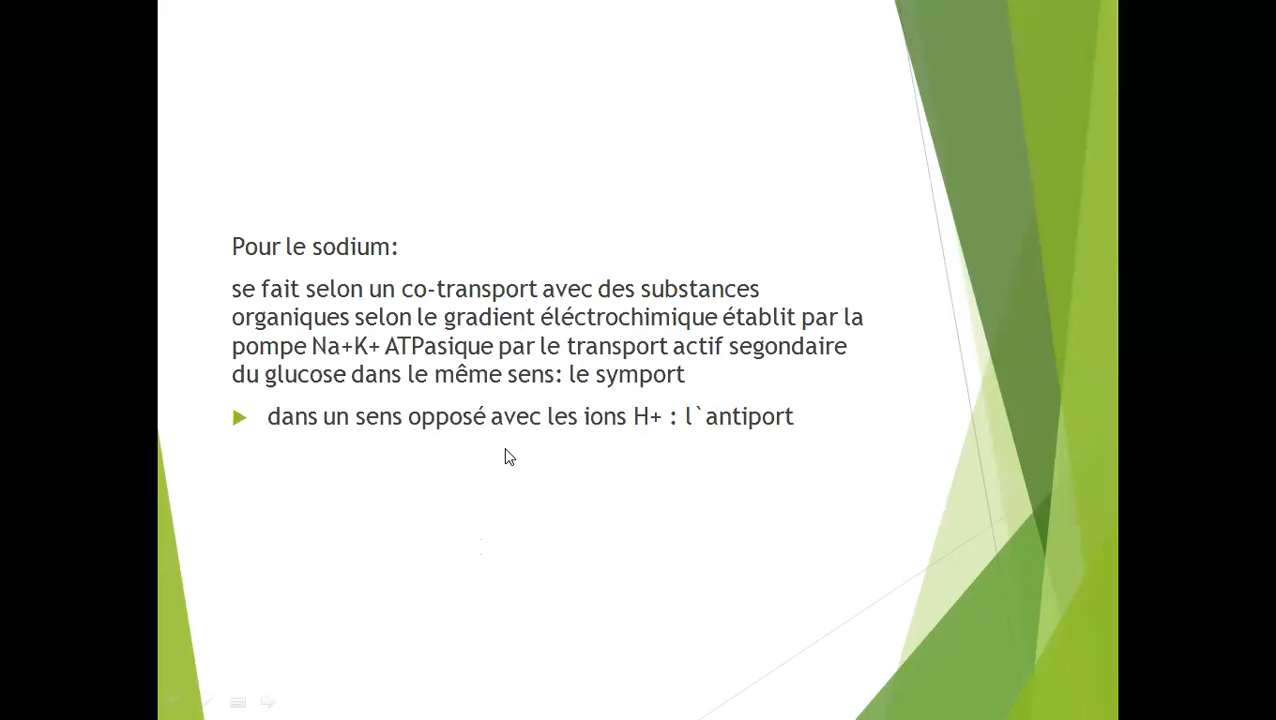 Pour le sodium:
se fait selon un co-transport avec des substances
organiques selon le gradient éléctrochimique établit par la
pompe Na+K+ ATPasique par le transport actif segondaire
du glucose dans le même sens: le symport
dans un sens opposé avec les ions H+ : l`antiport